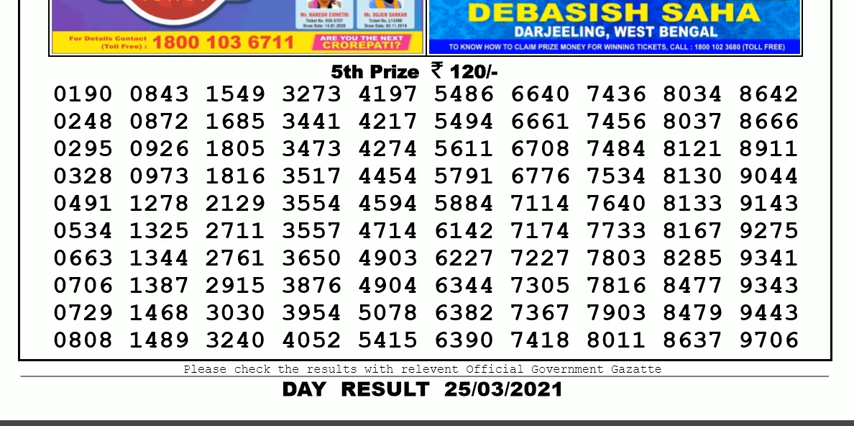 Mr. NARESH CHHETRI
Mr. SUJEN SARKAR
For Details Contact
(Toll Free) : 1800 103 6711
ARE YOU THE NEXT
CROREPATI?
DEBASISH SAHA
DARJEELING, WEST BENGAL
TO KNOW HOW TO CLAIM PRIZE MONEY FOR WINNING TICKETS, CALL : 1800 102 3680 (TOLL FREE)
5th Prize ₹ 120/-
0190 0843 1549 3273 4197 5486 6640 7436 8034 8642
0248 0872 1685 3441 4217 5494 6661 7456 8037 8666
0295 0926 1805 3473 4274 5611 6708 7484 8121 8911
0328 0973 1816 3517 4454 5791 6776 7534 8130 9044
0491 1278 2129 3554 4594 5884 7114 7640 8133 9143
0534 1325 2711 3557 4714 6142 7174 7733 8167 9275
0663 1344 2761 3650 4903 6227 7227 7803 8285 9341
0706 1387 2915 3876 4904 6344 7305 7816 8477 9343
0729 1468 3030 3954 5078 6382 7367 7903 8479 9443
0808 1489 3240 4052 5415 6390 7418 8011 8637 9706
Please check the results with relevent Official Government Gazatte
DAY RESULT 25/03/2021